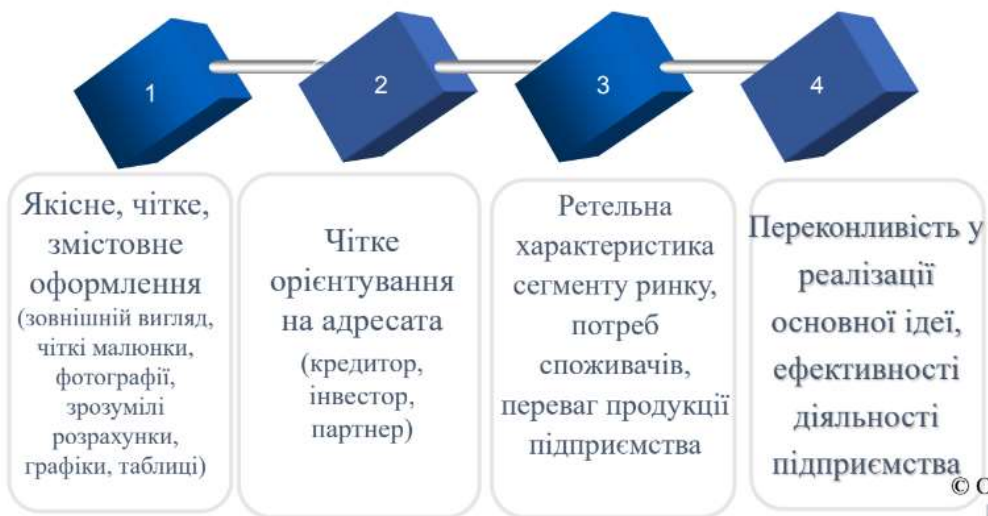 1
2
3
4
Якісне, чітке,
змістовне
оформлення
(зовнішній вигляд,
чіткі малюнки,
фотографії,
зрозумілі
розрахунки,
графіки, таблиці)
Чітке
орієнтування
на адресата
(кредитор,
інвестор,
партнер)
Ретельна
характеристика
сегменту ринку,
потреб
споживачів,
переваг продукції
підприємства
Переконливість у
реалізації
основної ідеї,
ефективності
діяльності
підприємства
©